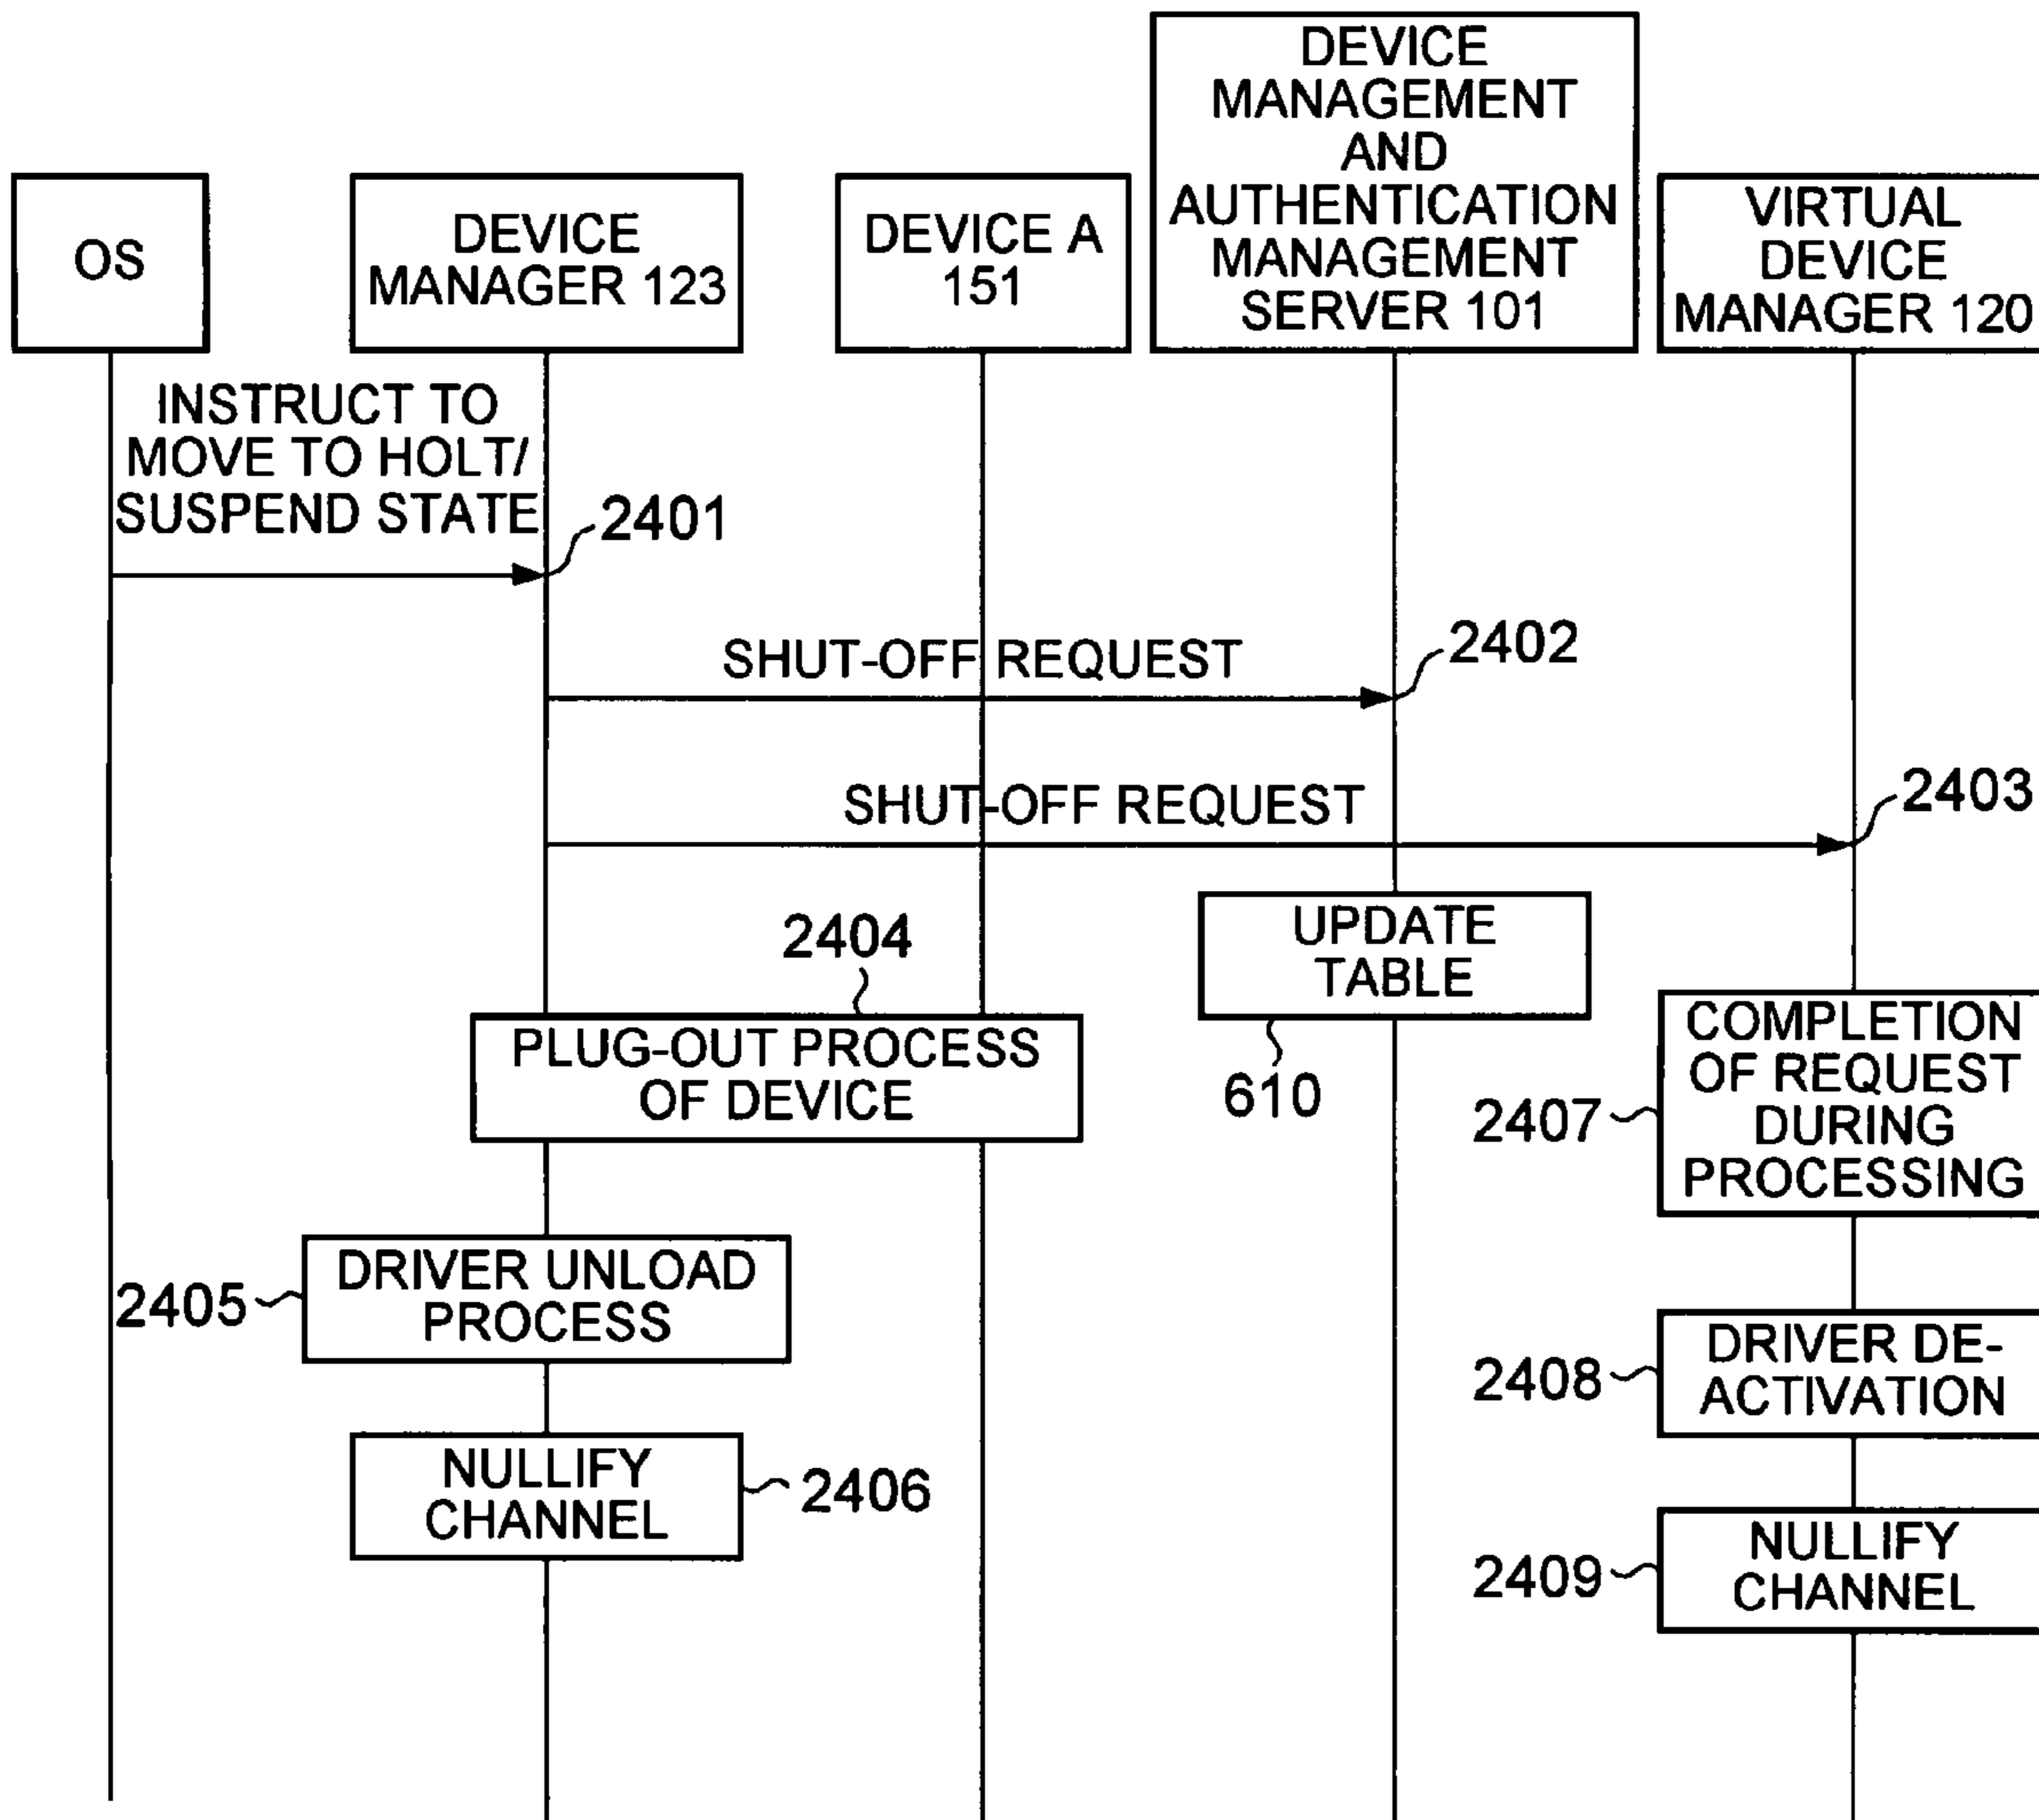 DEVICE
MANAGEMENT
AND
AUTHENTICATION
MANAGEMENT
SERVER 101
OS
DEVICE
MANAGER 123
DEVICE A
151
VIRTUAL
DEVICE
MANAGER 120
INSTRUCT TO
MOVE TO HOLT/
SUSPEND STATE
2401
SHUT-OFF REQUEST
2402
SHUT-OFF REQUEST
2403
UPDATE
TABLE
610
2404
PLUG-OUT PROCESS
OF DEVICE
COMPLETION
OF REQUEST
DURING
PROCESSING
2407
DRIVER UNLOAD
PROCESS
2405
DRIVER DE-
ACTIVATION
2408
NULLIFY
CHANNEL
2406
NULLIFY
CHANNEL
2409